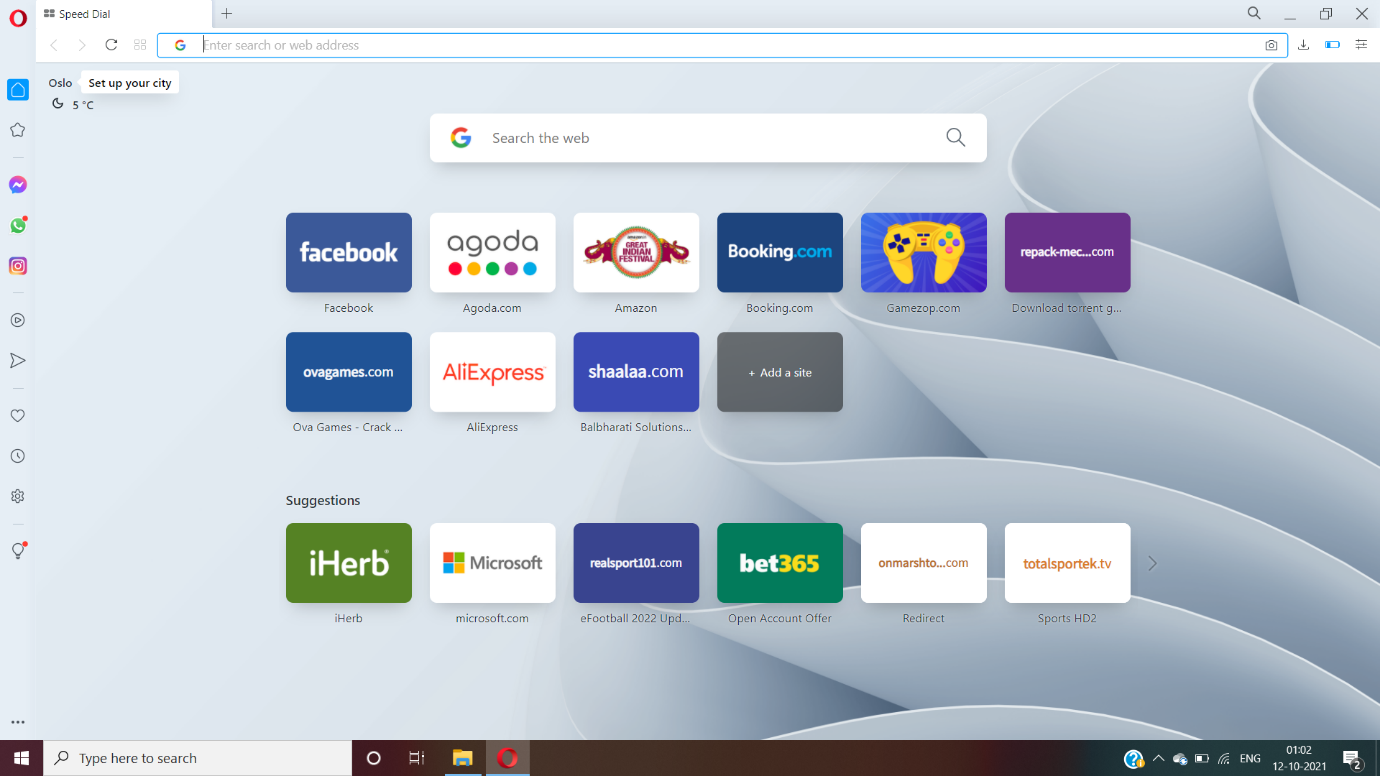 Speed Dial
Enter search or web address
Oslo
Set up your city
5 °C
Search the web
facebook
agoda
GREAT
INDIAN
FESTIVAL
Booking.com
repack-mec...com
Facebook
Agoda.com
Amazon
Booking.com
Gamezop.com
Download torrent g...
ovagames.com
AliExpress
shaalaa.com
+ Add a site
Ova Games - Crack ...
AliExpress
Balbharati Solutions...
Suggestions
iHerb
Microsoft
realsport101.com
bet365
onmarshto...com
totalsportek.tv
iHerb
microsoft.com
eFootball 2022 Upd...
Open Account Offer
Redirect
Sports HD2
Type here to search
ENG
01:02
12-10-2021
2